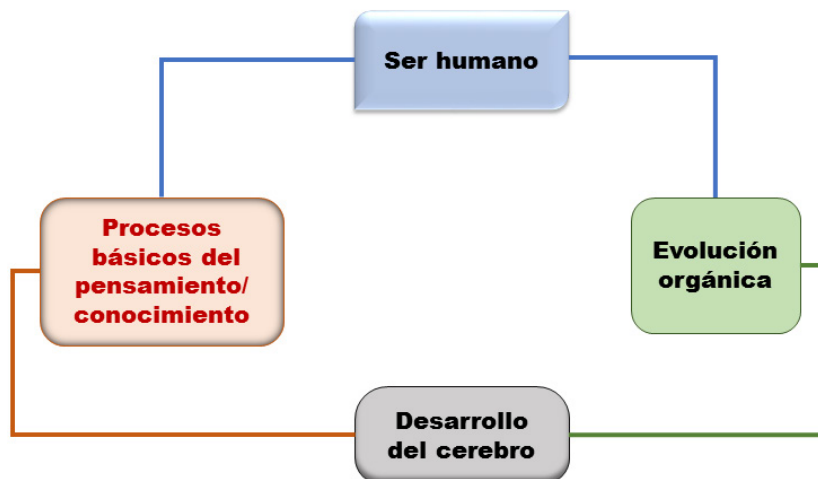 Ser humano
Procesos
básicos del
pensamiento/
conocimiento
Evolución
orgánica
Desarrollo
del cerebro